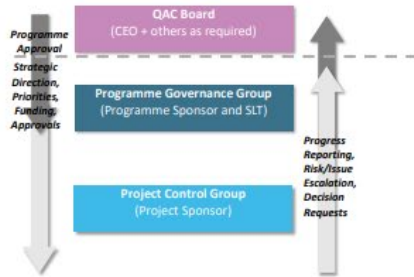 Programme
Approval
Strategic
Direction,
Priorities,
Funding,
Approvals
QAC Board
(CEO + others as required)
Programme Governance Group
(Programme Sponsor and SLT)
Project Control Group
(Project Sponsor)
Progress
Reporting,
Risk/Issue
Escalation,
Decision
Requests